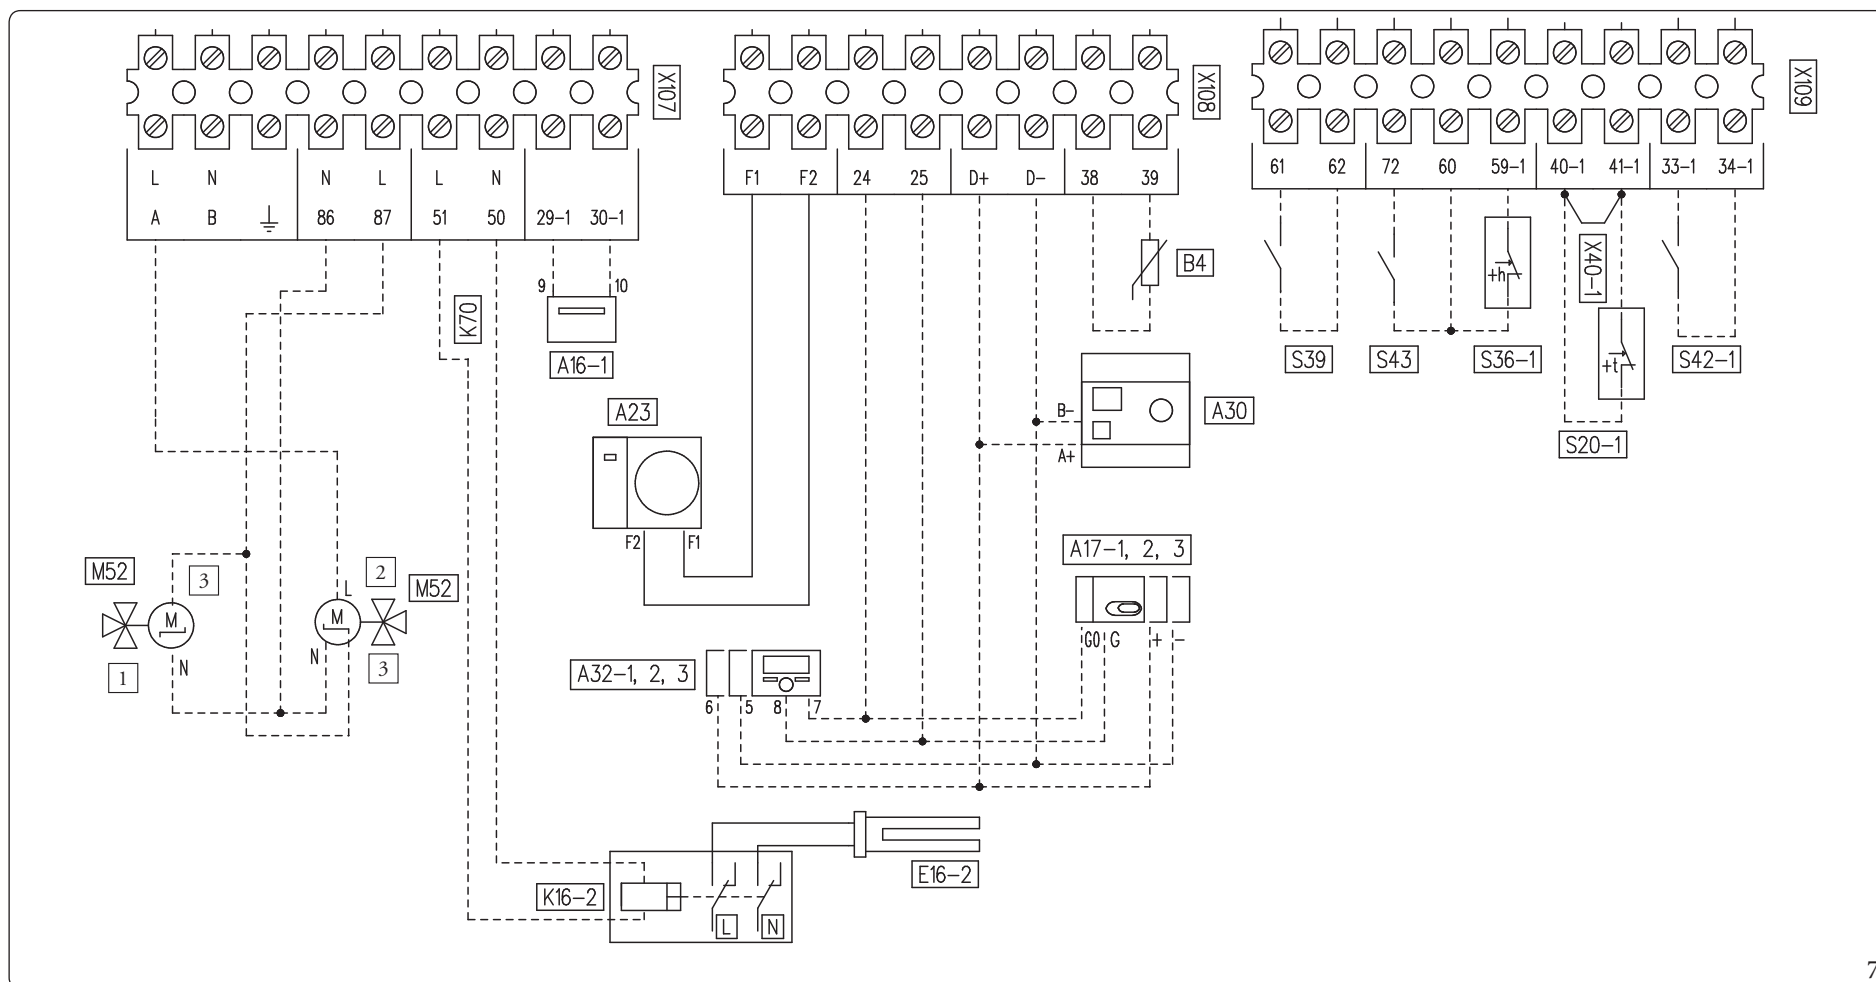 X107
X108
X109
L N N L L N
A B 86 87 51 50 29-1 30-1
F1 F2 24 25 D+ D- 38 39
61 62 72 60 59-1 40-1 41-1 33-1 34-1
K70
9 10
A16-1
B4
+h
X40-1
+t
S39
S43
S36-1
S42-1
S20-1
A23
F2 F1
B-
A+
A30
A17-1, 2, 3
G0 G + -
M52
3
M
N
1
L
2
M52
M
N
3
A32-1, 2, 3
6 5 8 7
E16-2
K16-2
L N
7